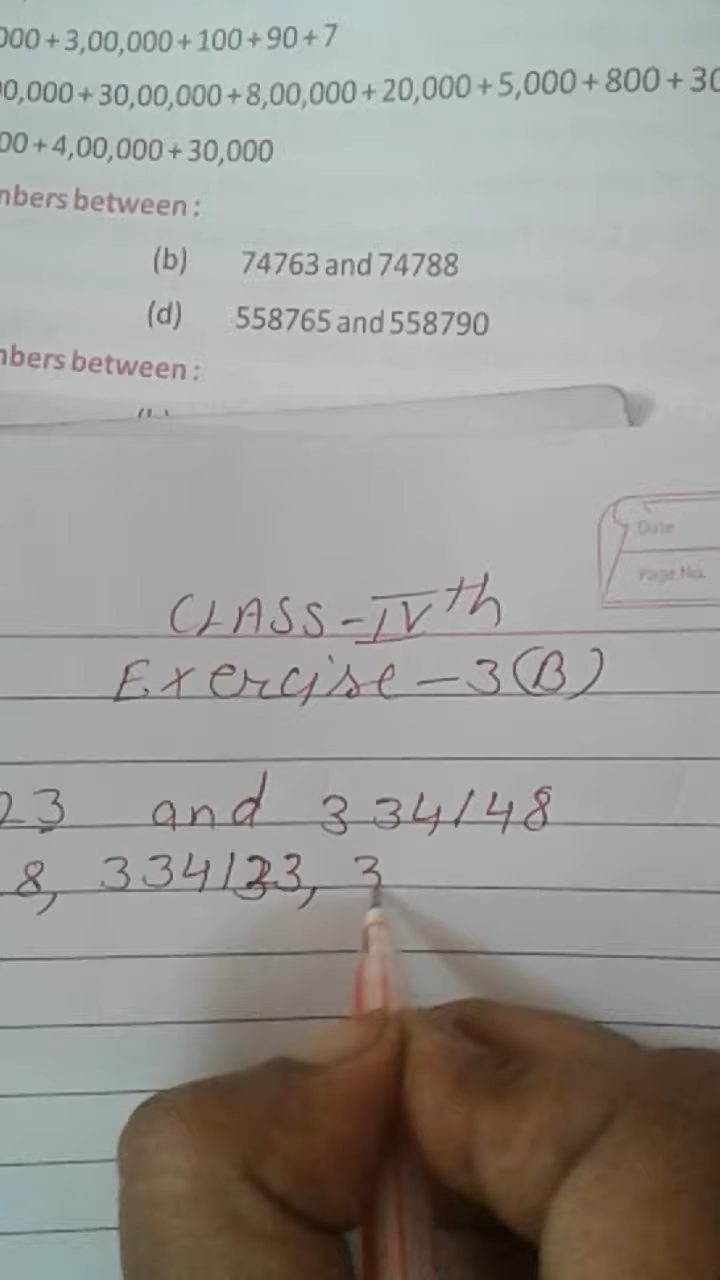 000+3,00,000+100+90+7
00,000+30,00,000+8,00,000+20,000+5,000+800+30
00+4,00,000+30,000
mbers between :
(b) 74763 and 74788
(d) 558765 and 558790
mbers between :
Date
Page No.
CLASS-IVth
Exercise-3(B)
23 and 334148
8, 334133, 3